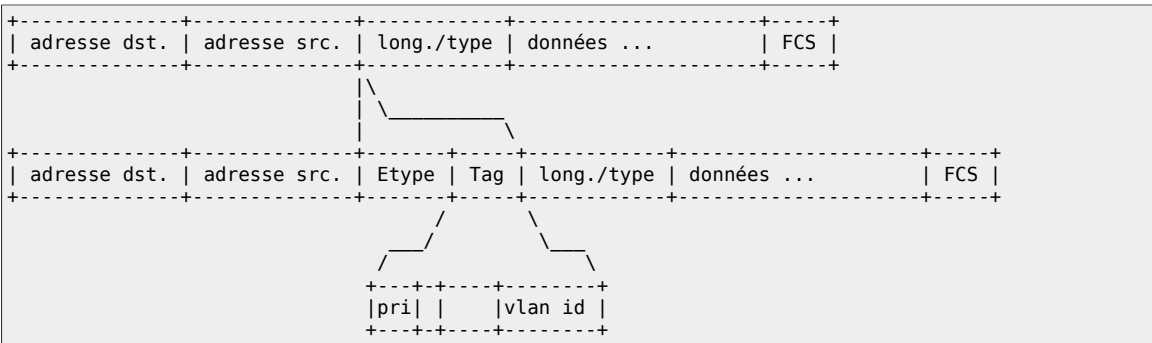 | adresse dst. | adresse src. | long./type | données ... | FCS |
| adresse dst. | adresse src. | Etype | Tag | long./type | données ... | FCS |
|pri| | |vlan id |